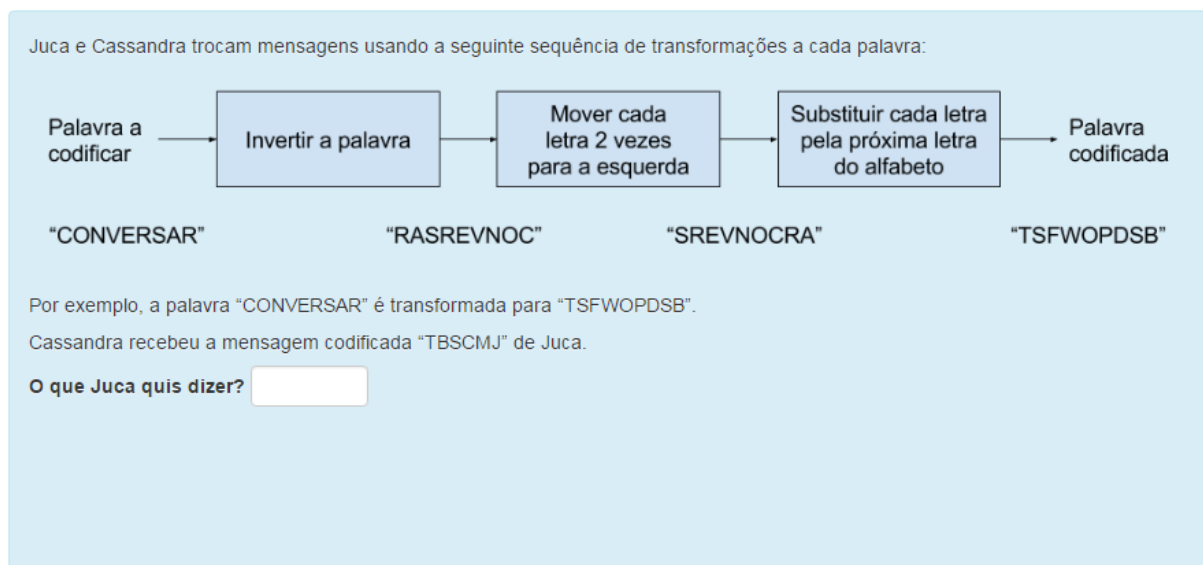 Juca e Cassandra trocam mensagens usando a seguinte sequência de transformações a cada palavra:
Palavra a
codificar
Invertir a palavra
Mover cada
letra 2 vezes
para a esquerda
Substituir cada letra
pela próxima letra
do alfabeto
Palavra
codificada
“CONVERSAR”
“RASREVNOC”
“SREVNOCRA”
“TSFWOPDSB”
Por exemplo, a palavra “CONVERSAR” é transformada para “TSFWOPDSB”.
Cassandra recebeu a mensagem codificada “TBSCMJ” de Juca.
O que Juca quis dizer?